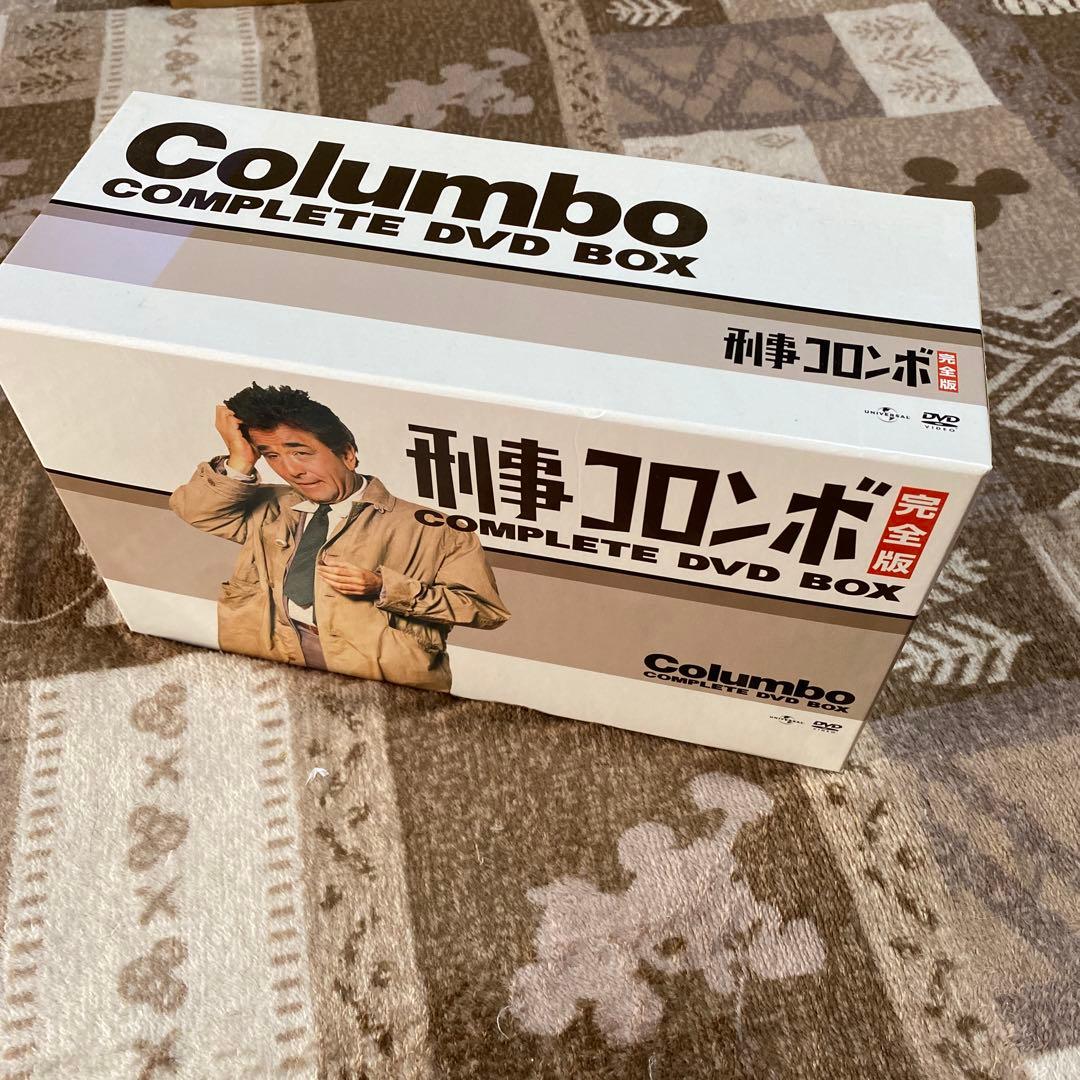 Columbo
COMPLETE DVD BOX
刑事コロンボ 完全版
UNIVERSAL DVD VIDEO
刑事コロンボ 完全版
COMPLETE DVD BOX
Columbo
COMPLETE DVD BOX
UNIVERSAL DVD VIDEO